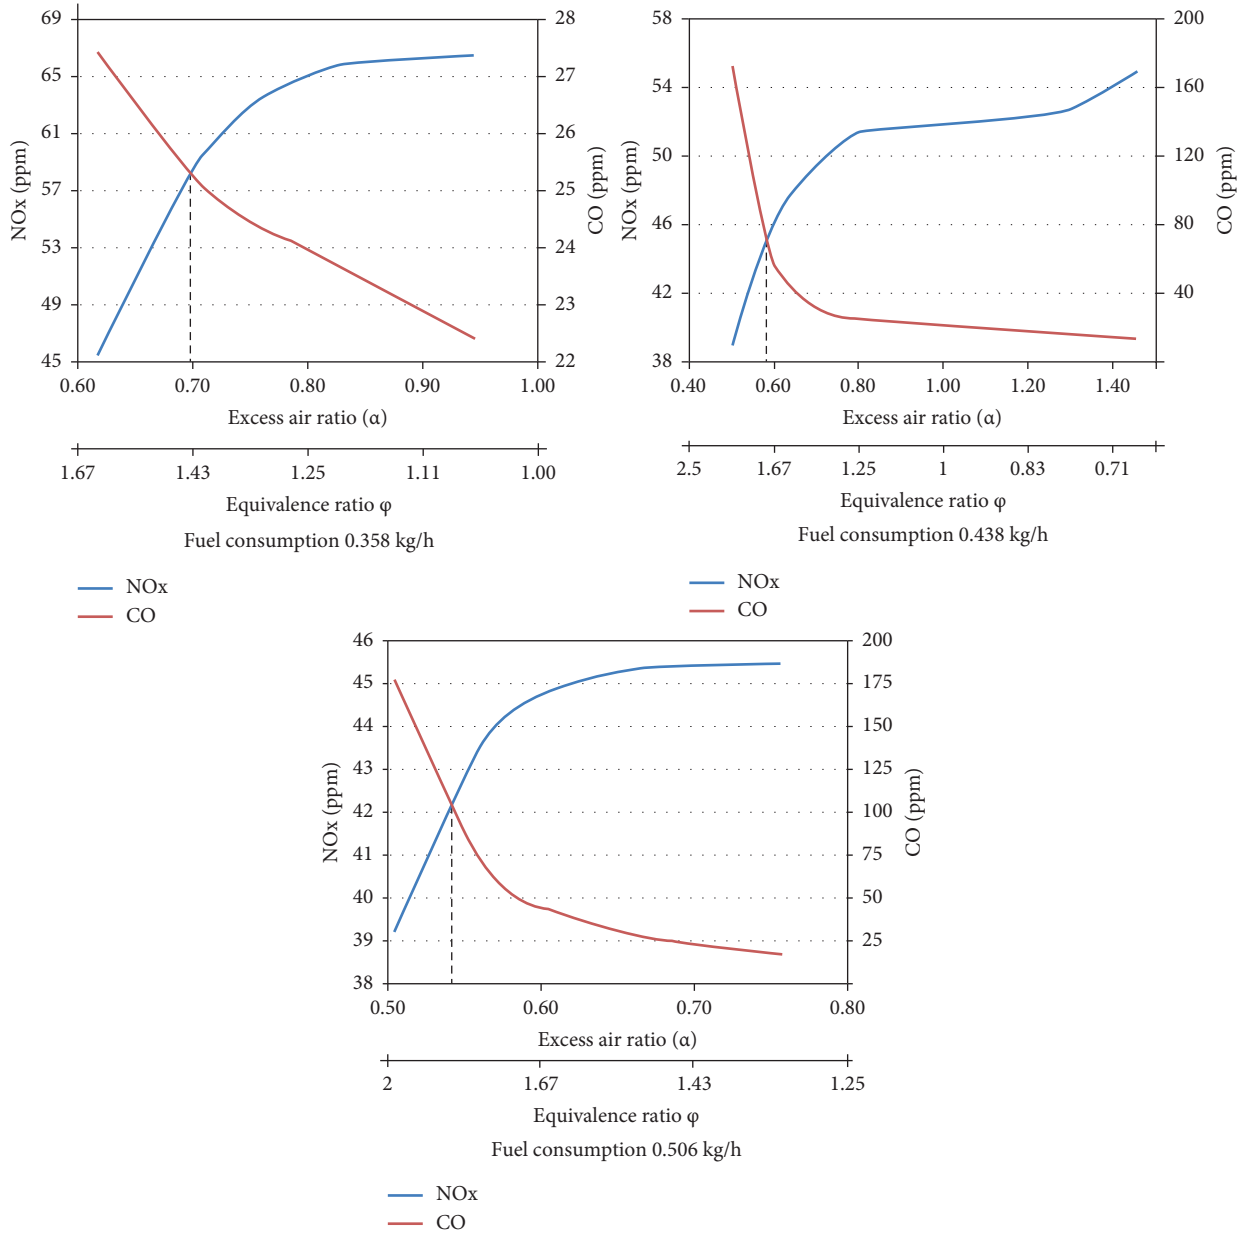 69
65
61
57
53
49
45
NOx (ppm)
28
27
26
25
24
23
22
CO (ppm)
0.60 0.70 0.80 0.90 1.00
Excess air ratio (α)
1.67 1.43 1.25 1.11 1.00
Equivalence ratio φ
Fuel consumption 0.358 kg/h
NOx
CO
58
54
50
46
42
38
NOx (ppm)
200
160
120
80
40
CO (ppm)
0.40 0.60 0.80 1.00 1.20 1.40
Excess air ratio (α)
2.5 1.67 1.25 1 0.83 0.71
Equivalence ratio φ
Fuel consumption 0.438 kg/h
NOx
CO
46
45
44
43
42
41
40
39
38
NOx (ppm)
200
175
150
125
100
75
50
25
CO (ppm)
0.50 0.60 0.70 0.80
Excess air ratio (α)
2 1.67 1.43 1.25
Equivalence ratio φ
Fuel consumption 0.506 kg/h
NOx
CO